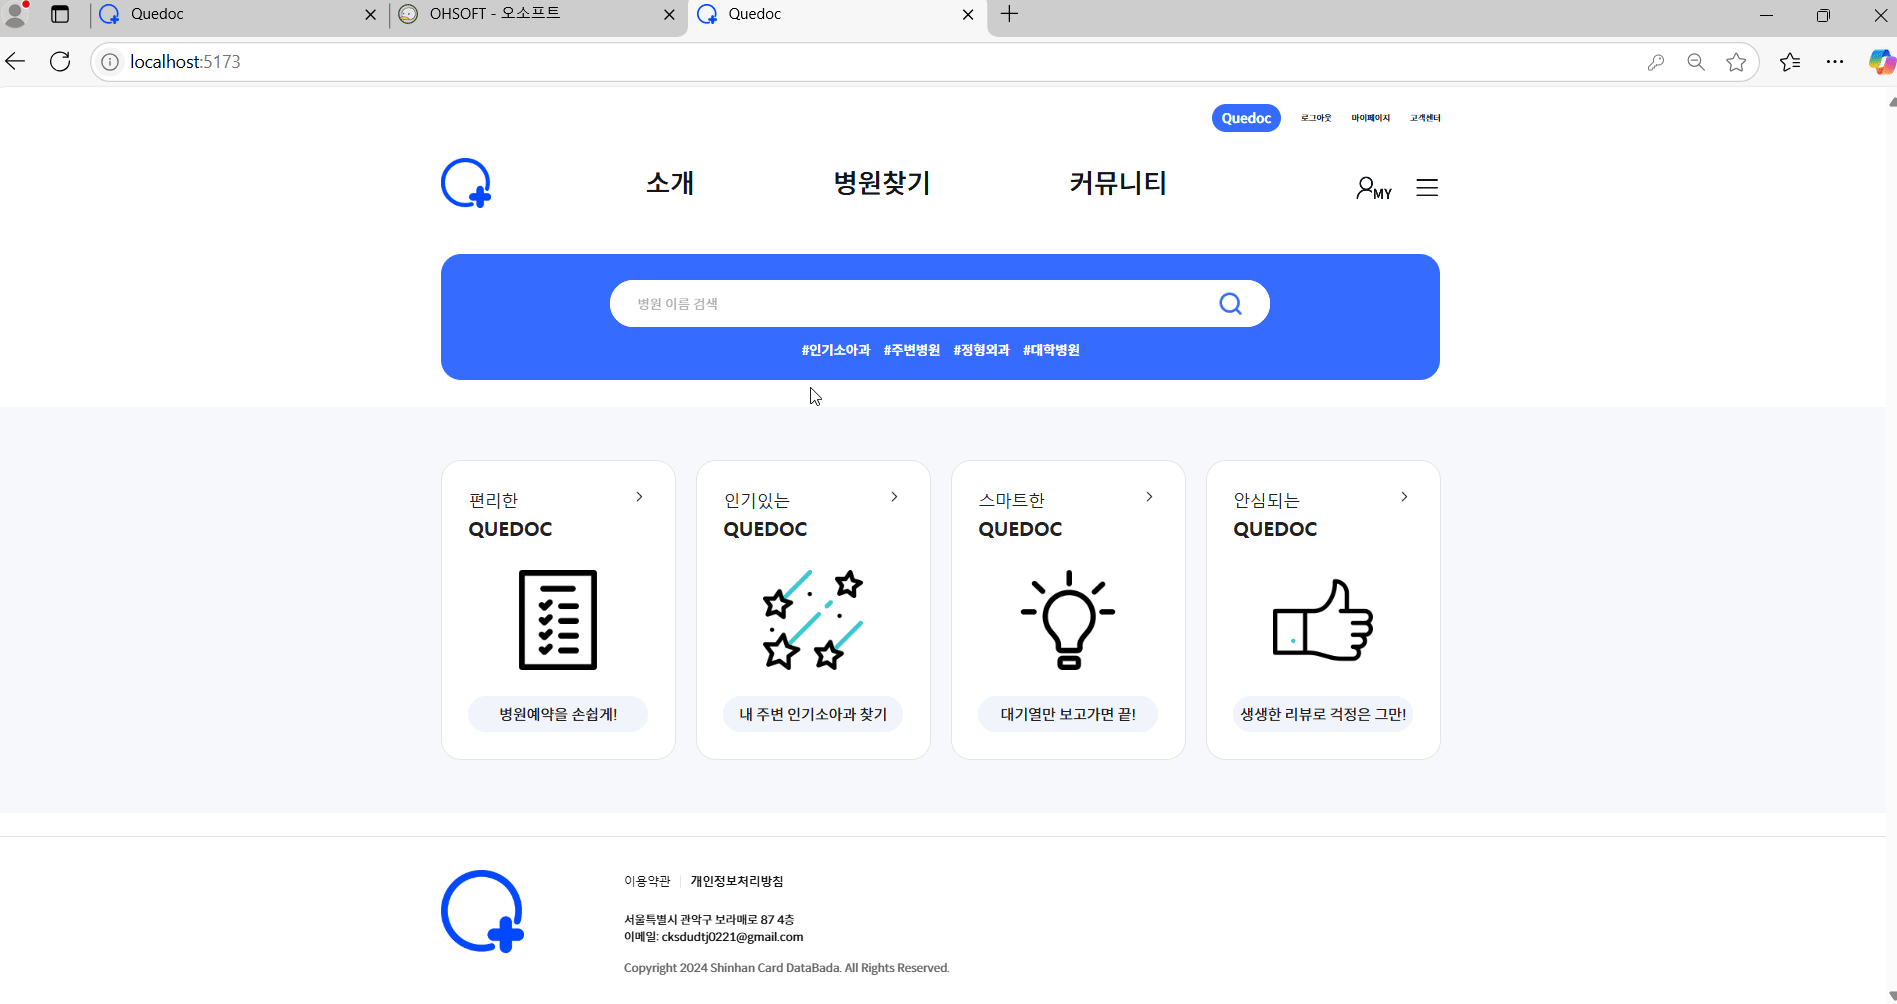 Quedoc
OHSOFT - 오소프트
Quedoc
localhost:5173
Quedoc 로그아웃 마이페이지 고객센터
소개 병원찾기 커뮤니티 MY
병원 이름 검색
#인기소아과 #주변병원 #정형외과 #대학병원
편리한
QUEDOC
병원예약을 손쉽게!
인기있는
QUEDOC
내 주변 인기소아과 찾기
스마트한
QUEDOC
대기열만 보고가면 끝!
안심되는
QUEDOC
생생한 리뷰로 걱정은 그만!
이용약관 개인정보처리방침
서울특별시 관악구 보라매로 87 4층
이메일: cksdudtj0221@gmail.com
Copyright 2024 Shinhan Card DataBada. All Rights Reserved.